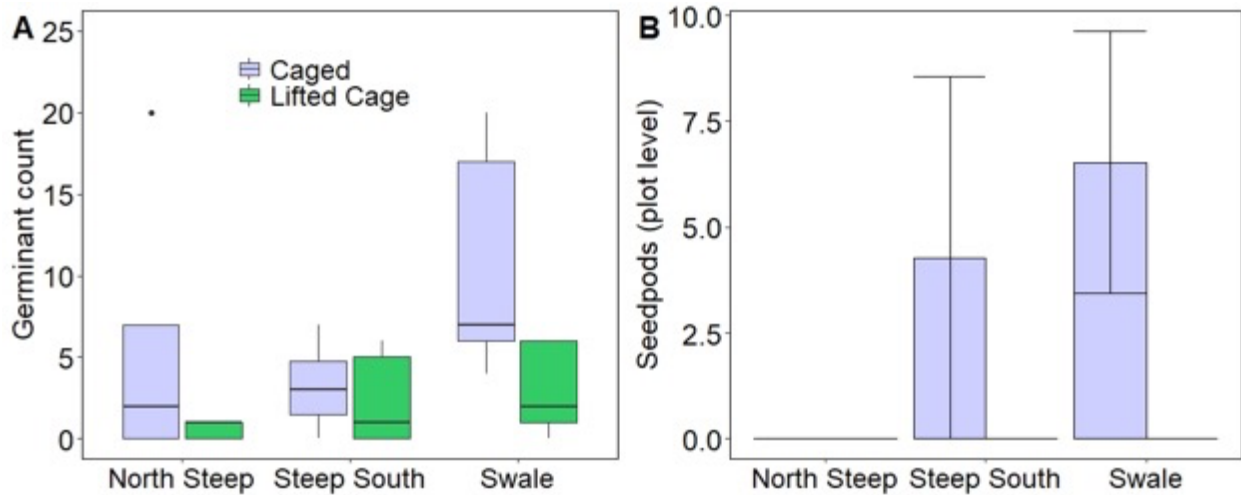 A
Germinant count
25
20
15
10
5
0
Caged
Lifted Cage
North Steep Steep South Swale
B
Seedpods (plot level)
10.0
7.5
5.0
2.5
0.0
North Steep Steep South Swale